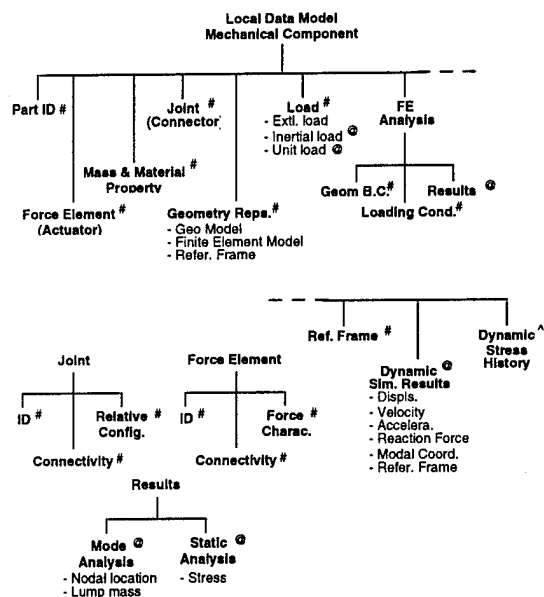 Local Data Model
Mechanical Component
Part ID #
Joint #
(Connector)
Load #
- Extl. load
- Inertial load @
- Unit load @
FE
Analysis
Mass & Material #
Property
Geom B.C.#
Results @
Loading Cond.#
Force Element #
(Actuator)
Geometry Reps.#
- Geo Model
- Finite Element Model
- Refer. Frame
Ref. Frame #
Dynamic ^
Stress
History
Dynamic @
Sim. Results
- Displs.
- Velocity
- Accelera.
- Reaction Force
- Modal Coord.
- Refer. Frame
Joint
ID #
Relative #
Config.
Connectivity #
Force Element
ID #
Force #
Charac.
Connectivity #
Results
Mode @
Analysis
- Nodal location
- Lump mass
Static @
Analysis
- Stress